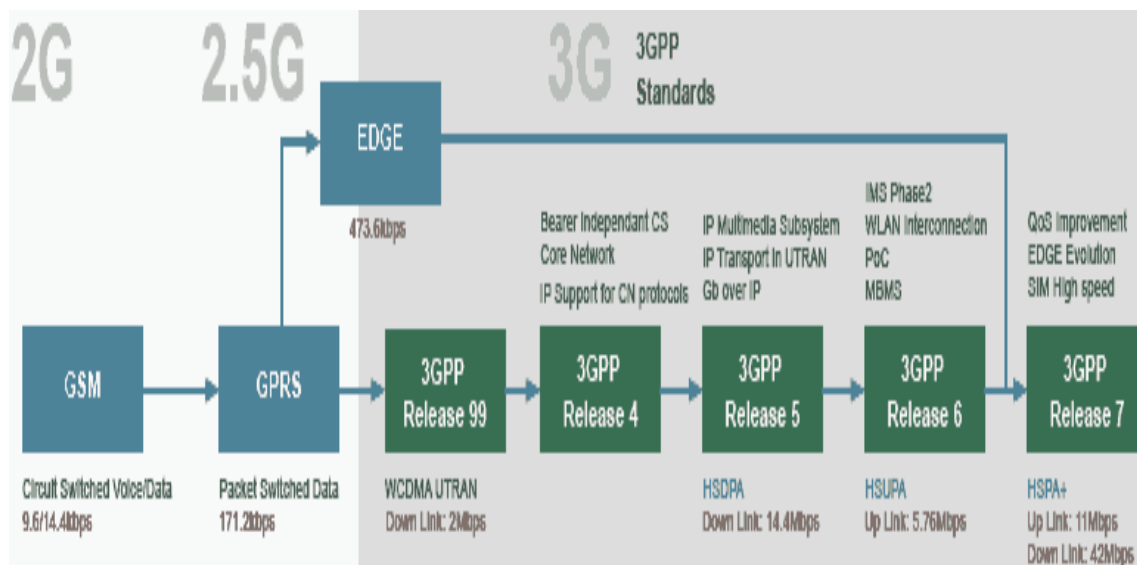 2G
2.5G
3G
3GPP
Standards
EDGE
473.6kbps
Bearer Independant CS
Core Network
IP Support for CN protocols
IP Multimedia Subsystem
IP Transport in UTRAN
Gb over IP
IMS Phase2
WLAN Interconnection
PoC
MBMS
QoS Improvement
EDGE Evolution
SIM High speed
GSM
GPRS
3GPP
Release 99
3GPP
Release 4
3GPP
Release 5
3GPP
Release 6
3GPP
Release 7
Circuit Switched Voice/Data
9.6/14.4kbps
Packet Switched Data
171.2kbps
WCDMA UTRAN
Down Link: 2Mbps
HSDPA
Down Link: 14.4Mbps
HSUPA
Up Link: 5.76Mbps
HSPA+
Up Link: 11Mbps
Down Link: 42Mbps